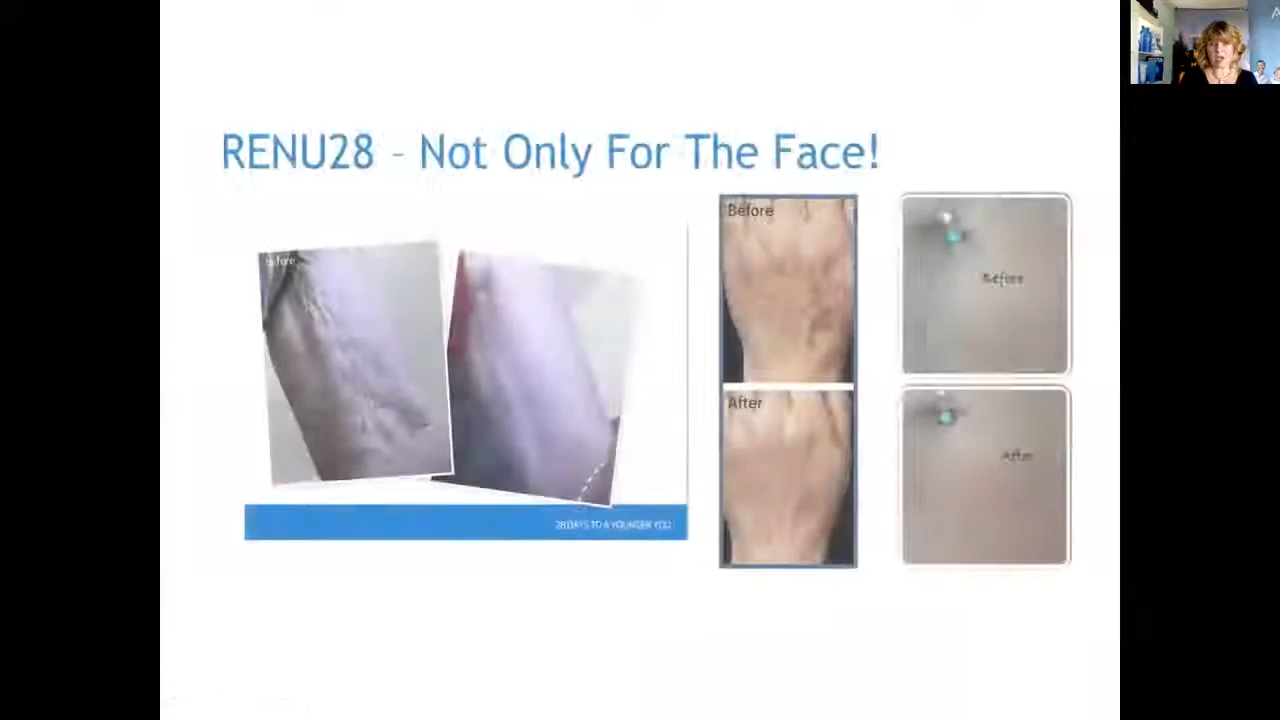 RENU28 - Not Only For The Face!
Before
Before
Before
After
After
28 DAYS TO A YOUNGER YOU